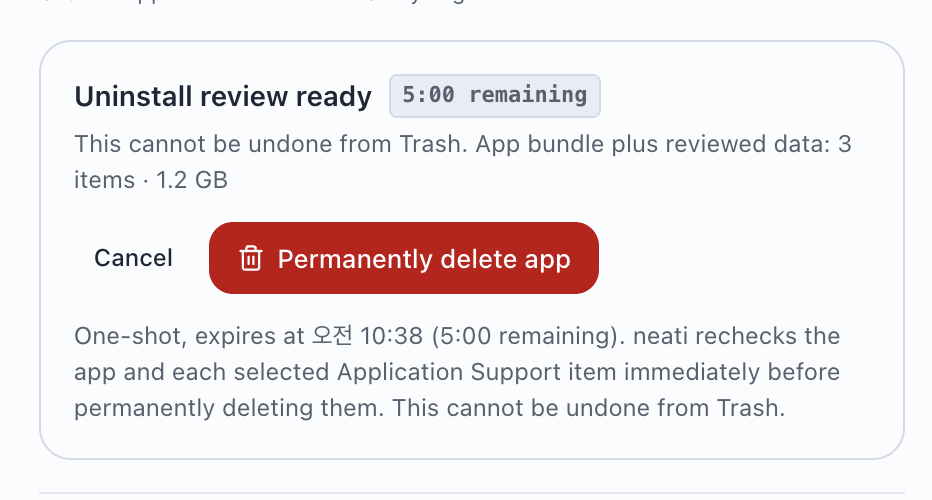 Uninstall review ready 5:00 remaining
This cannot be undone from Trash. App bundle plus reviewed data: 3
items · 1.2 GB
Cancel Permanently delete app
One-shot, expires at 오전 10:38 (5:00 remaining). neati rechecks the
app and each selected Application Support item immediately before
permanently deleting them. This cannot be undone from Trash.